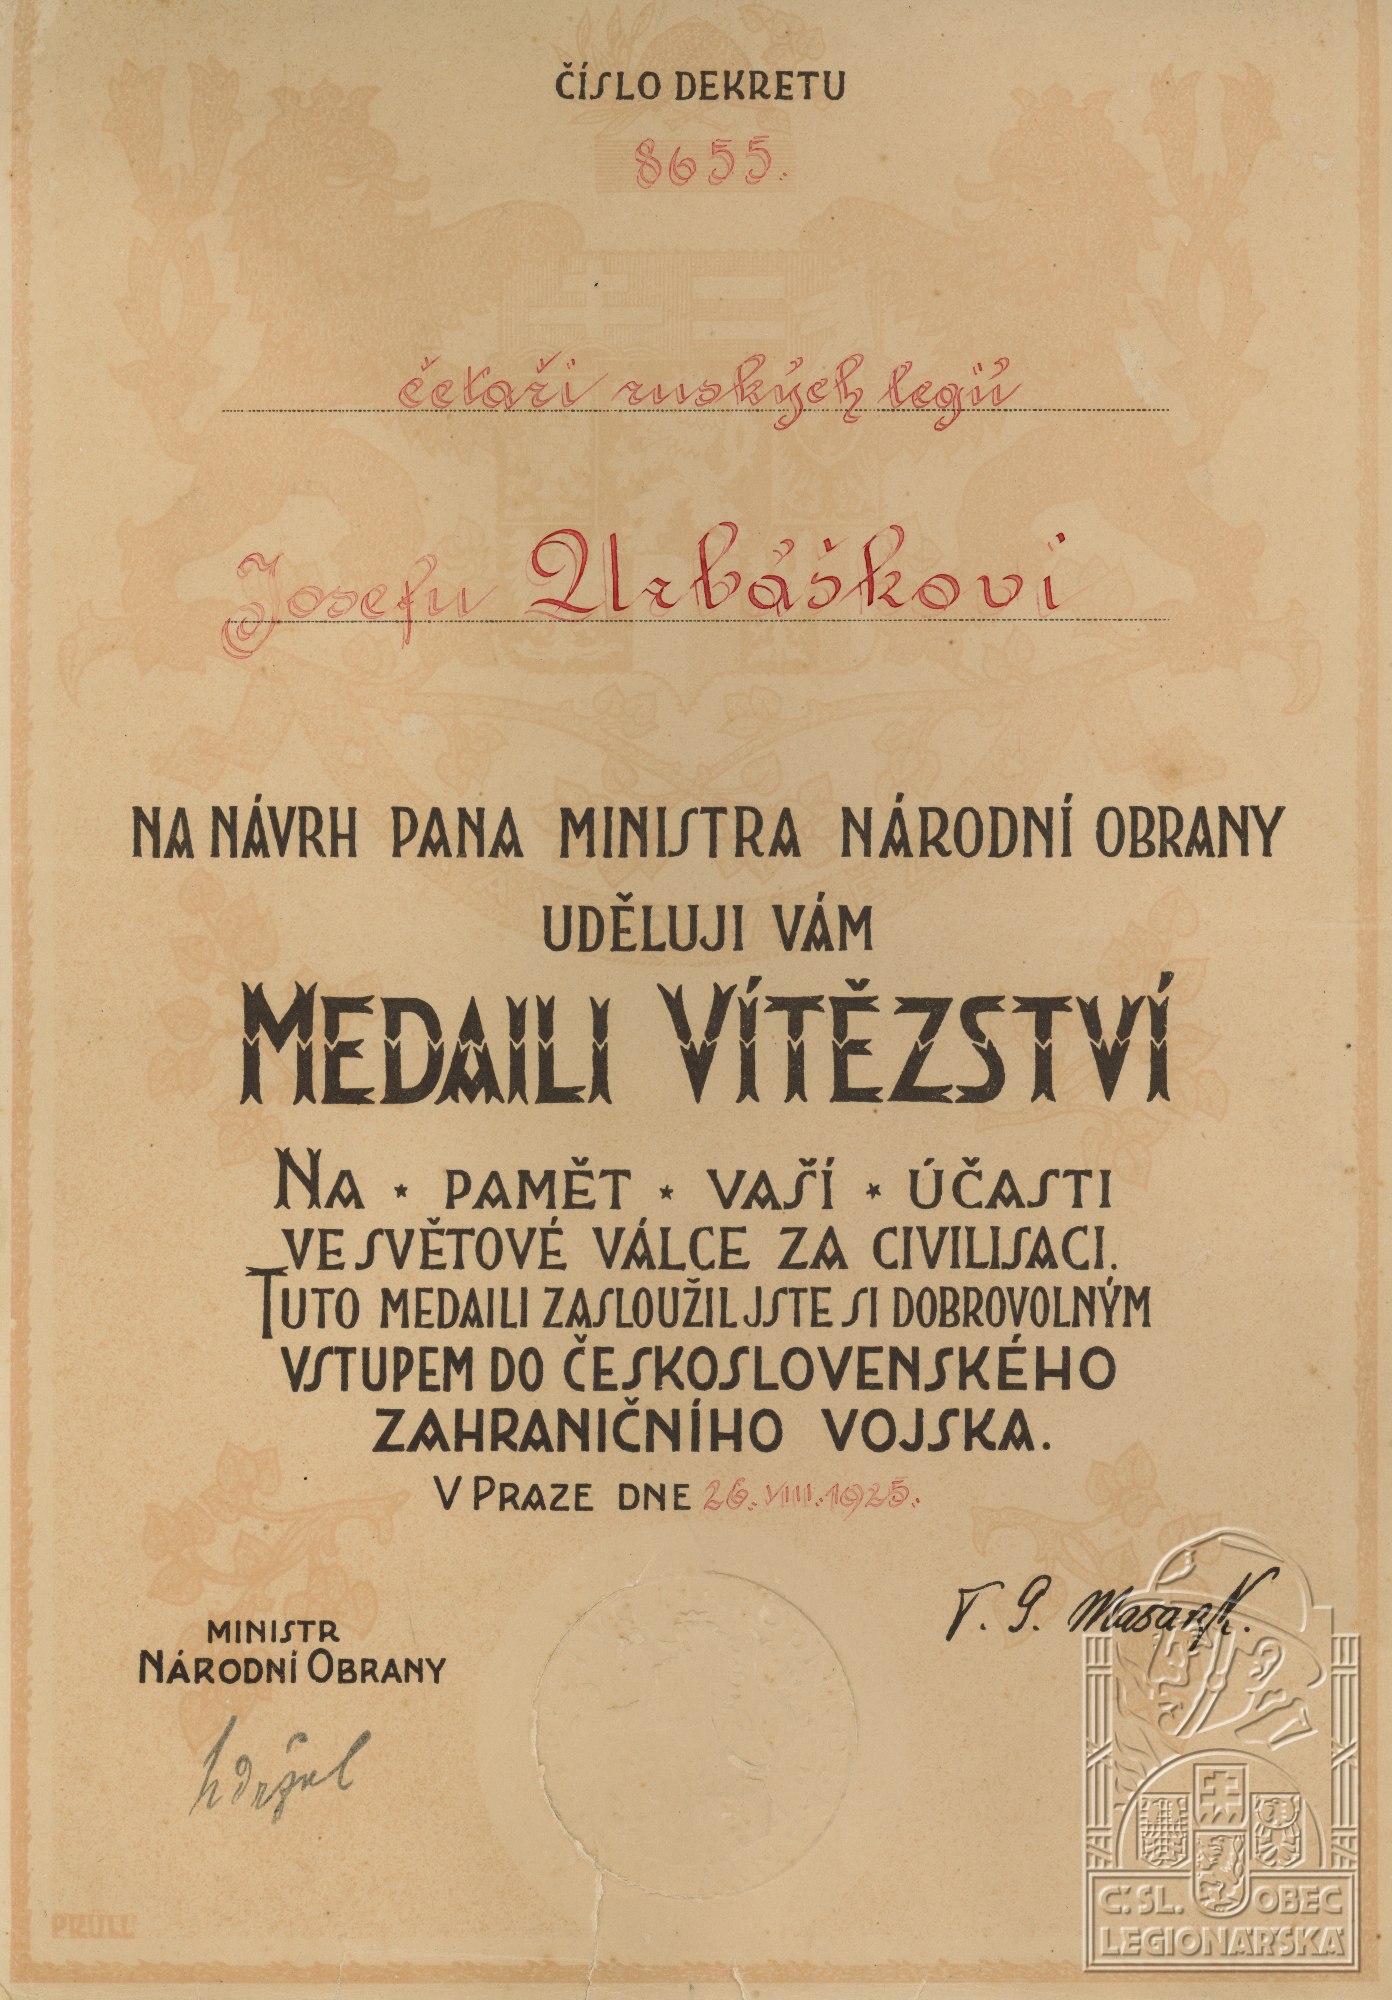 ČÍSLO DEKRETU
8655.
četaři ruských legií
Josefu Urbáškovi
NA NÁVRH PANA MINISTRA NÁRODNÍ OBRANY
UDĚLUJI VÁM
MEDAILI VÍTĚZSTVÍ
NA * PAMĚT * VAŠÍ * ÚČASTI
VE SVĚTOVÉ VÁLCE ZA CIVILISACI.
TUTO MEDAILI ZASLOUŽIL JSTE SI DOBROVOLNÝM
VSTUPEM DO ČESKOSLOVENSKÉHO
ZAHRANIČNÍHO VOJSKA.
V PRAZE DNE 26. VIII. 1925.
T. G. Masaryk.
MINISTR
NÁRODNÍ OBRANY
Udržal
PRŮLL
Č. SL. OBEC
LEGIONÁŘSKÁ